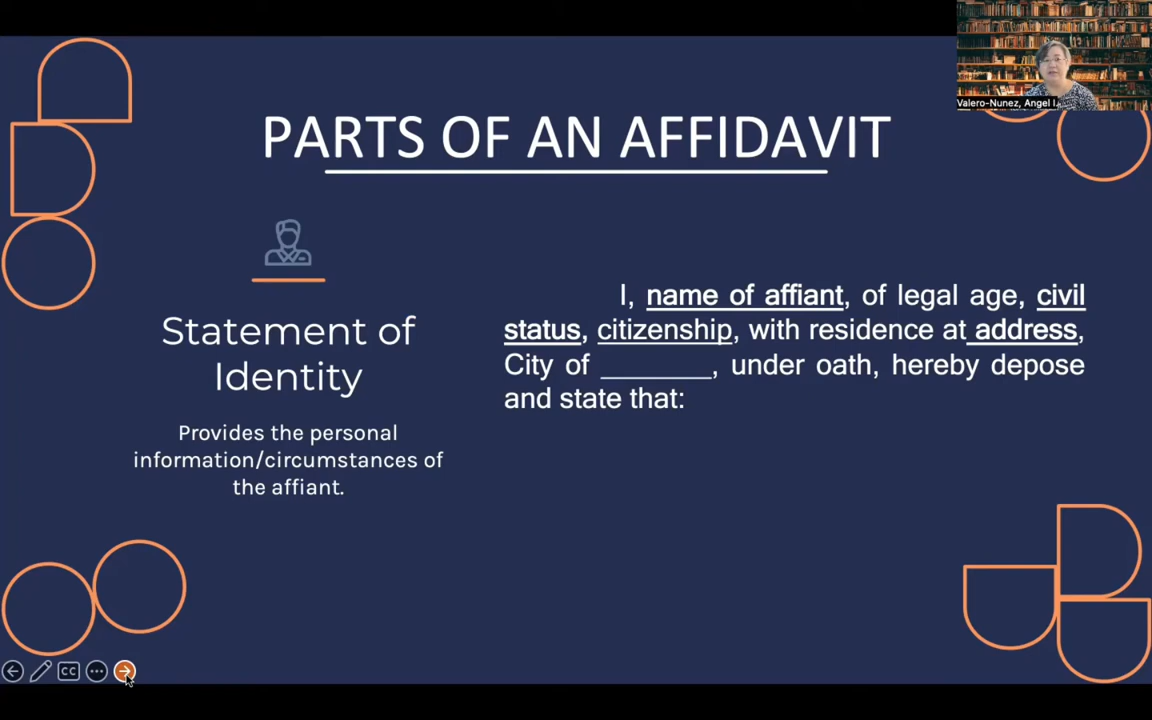 Valero-Nunez, Angel I.
PARTS OF AN AFFIDAVIT
Statement of
Identity
Provides the personal
information/circumstances of
the affiant.
I, name of affiant, of legal age, civil
status, citizenship, with residence at address,
City of _______, under oath, hereby depose
and state that:
CC